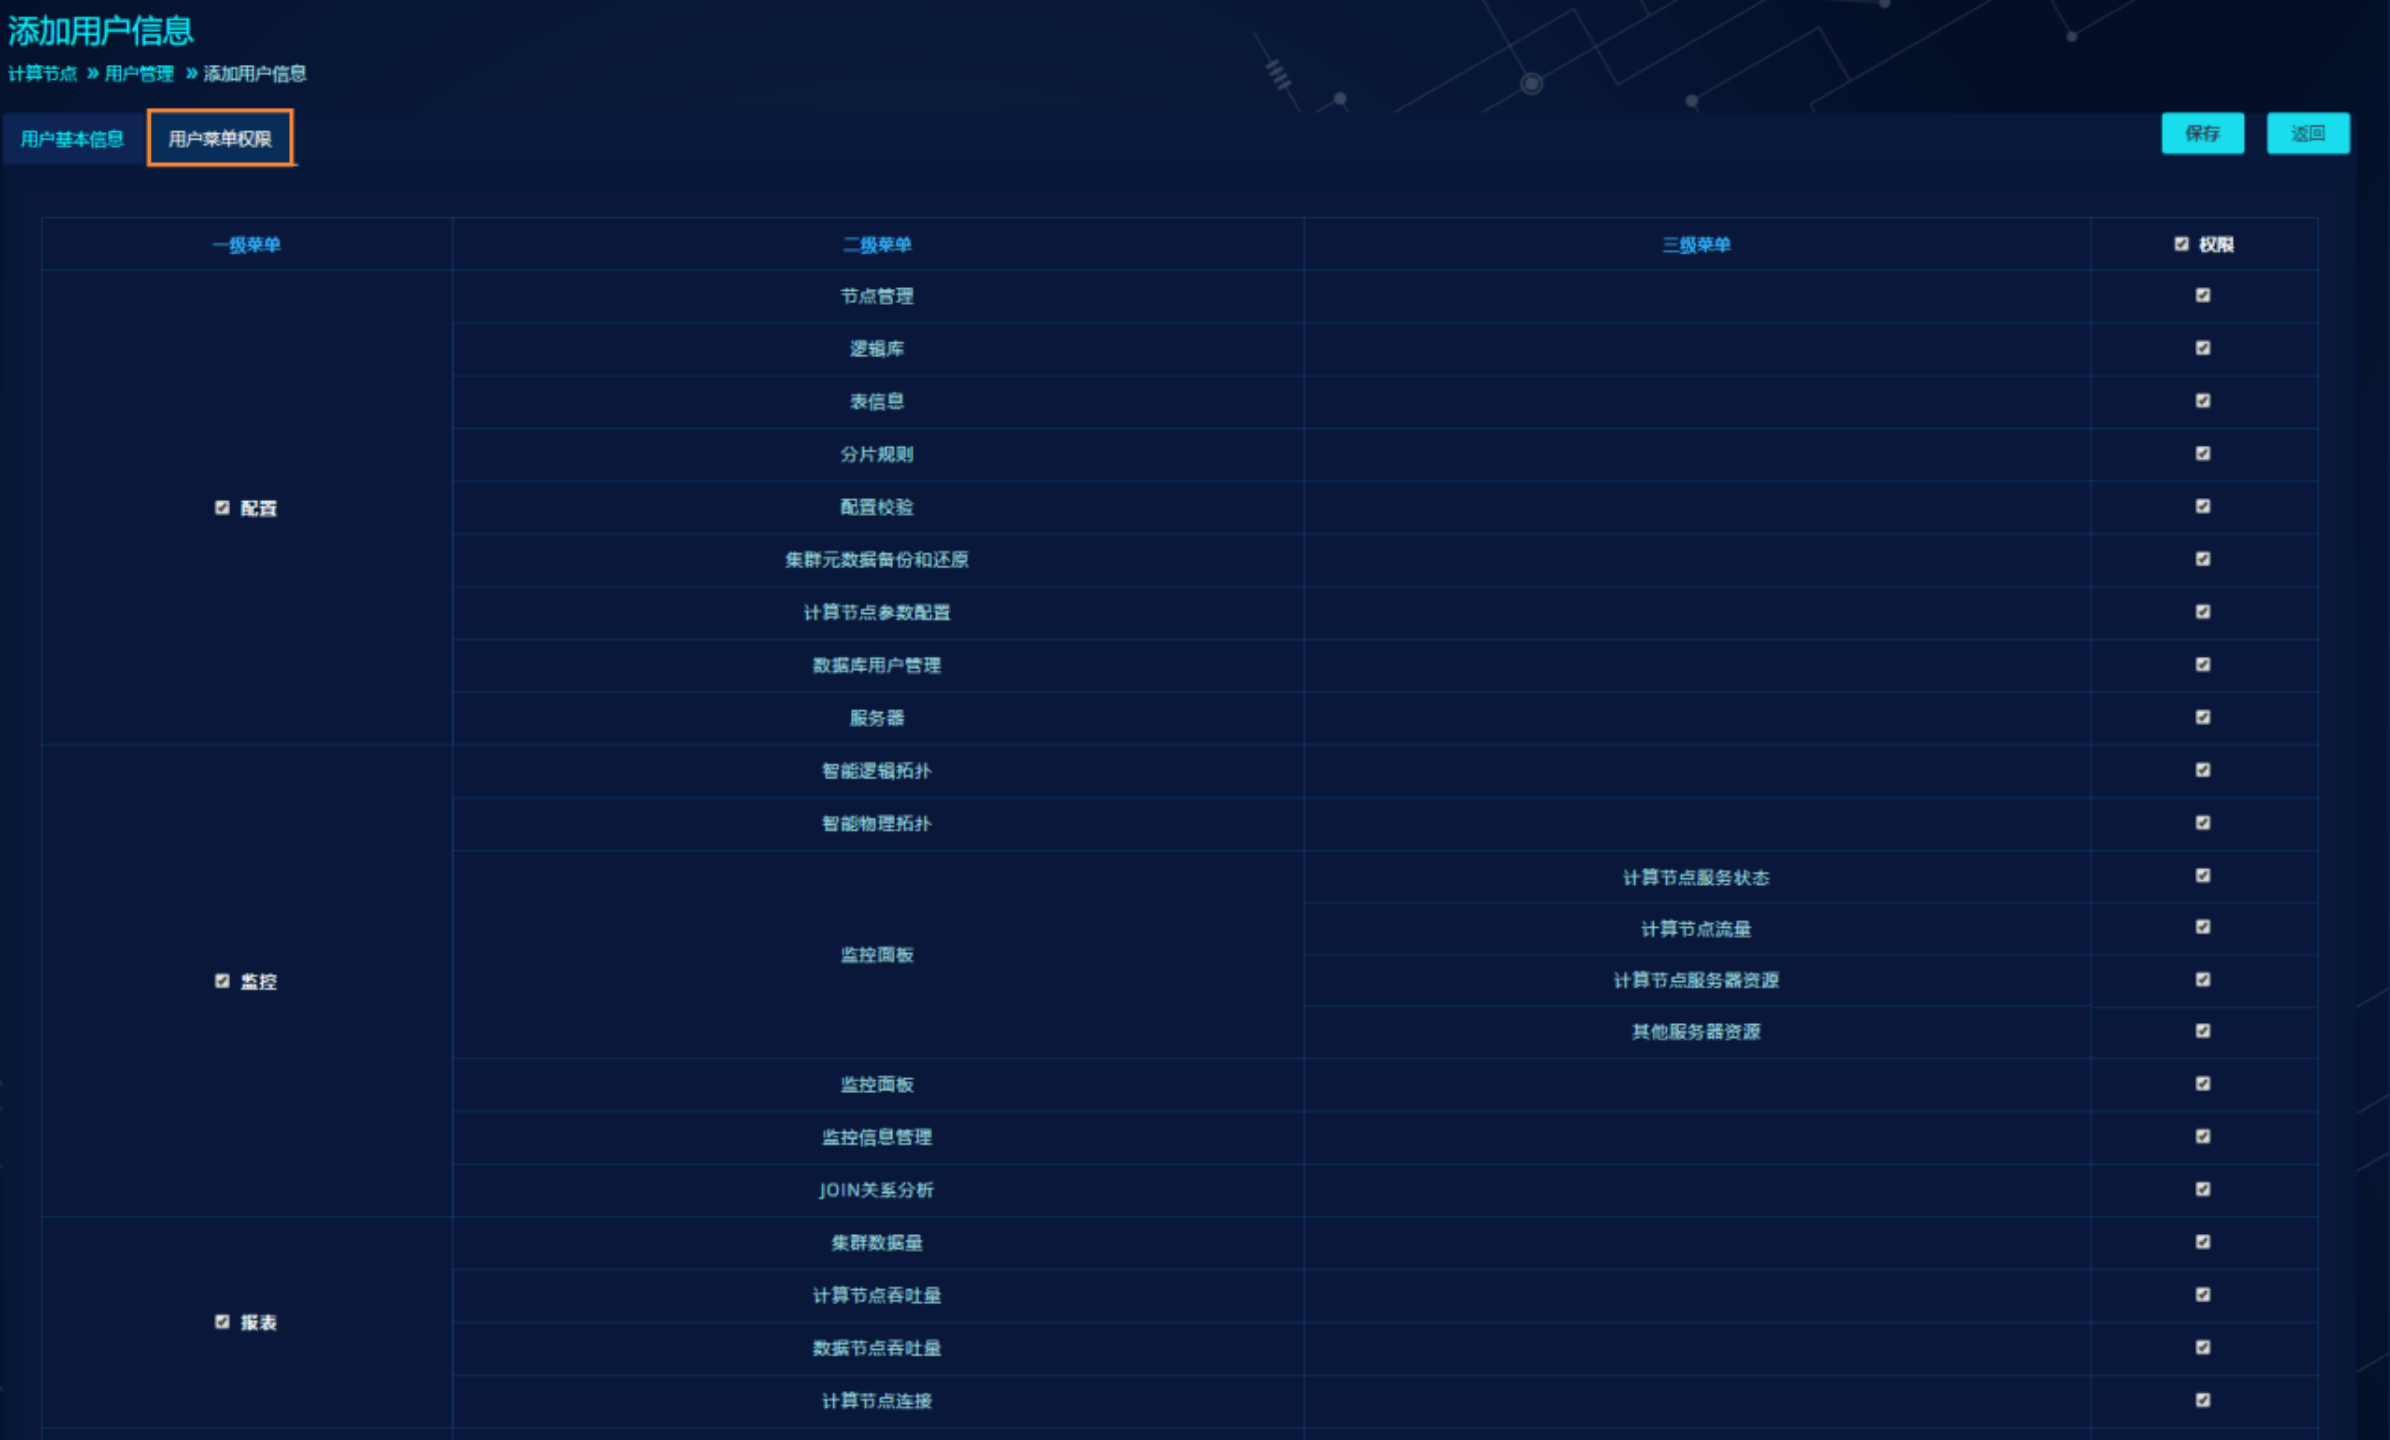 添加用户信息
计算节点 » 用户管理 » 添加用户信息
用户基本信息 用户菜单权限 保存 返回
一级菜单 二级菜单 三级菜单 权限
节点管理
逻辑库
表信息
分片规则
配置 配置校验
集群元数据备份和还原
计算节点参数配置
数据库用户管理
服务器
智能逻辑拓扑
智能物理拓扑
计算节点服务状态
计算节点流量
监控面板
监控 计算节点服务器资源
其他服务器资源
监控面板
监控信息管理
JOIN关系分析
集群数据量
计算节点吞吐量
报表
数据节点吞吐量
计算节点连接